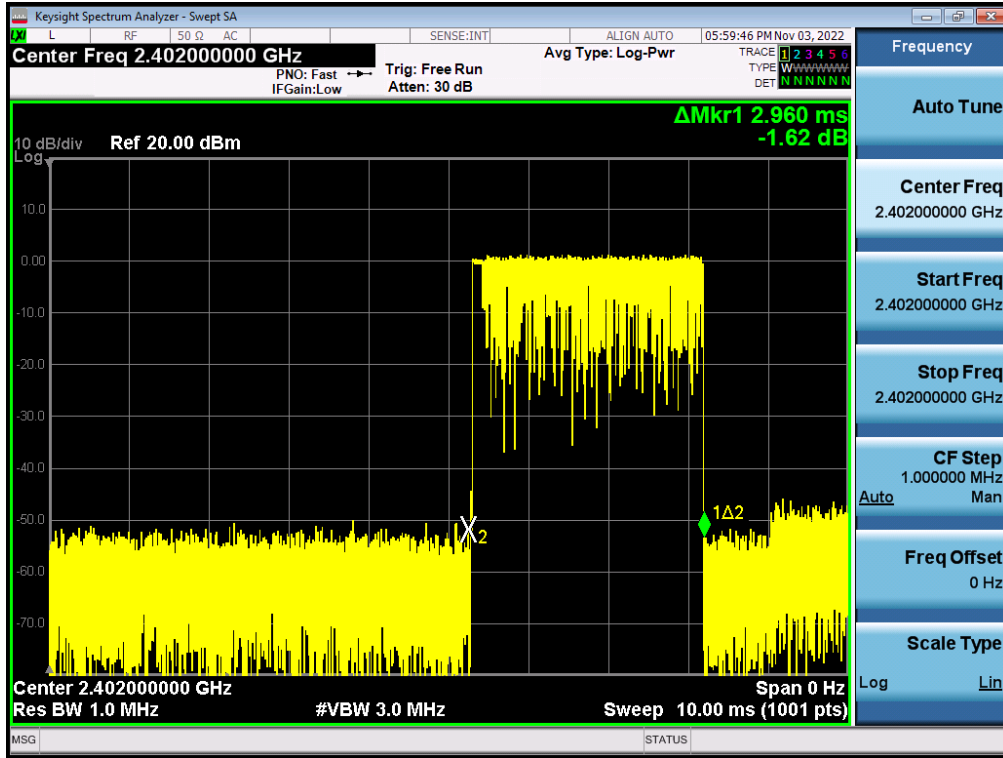 Keysight Spectrum Analyzer - Swept SA
LXI L RF 50 Ω AC SENSE:INT ALIGN AUTO 05:59:46 PM Nov 03, 2022
Center Freq 2.402000000 GHz
PNO: Fast
IFGain:Low
Trig: Free Run
Atten: 30 dB
Avg Type: Log-Pwr
TRACE 1 2 3 4 5 6
TYPE WWWWWW
DET N N N N N N
ΔMkr1 2.960 ms
-1.62 dB
10 dB/div Ref 20.00 dBm
Log
10.0
0.00
-10.0
-20.0
-30.0
-40.0
-50.0
-60.0
-70.0
2
1Δ2
Center 2.402000000 GHz Span 0 Hz
Res BW 1.0 MHz #VBW 3.0 MHz Sweep 10.00 ms (1001 pts)
MSG STATUS
Frequency
Auto Tune
Center Freq
2.402000000 GHz
Start Freq
2.402000000 GHz
Stop Freq
2.402000000 GHz
CF Step
1.000000 MHz
Auto Man
Freq Offset
0 Hz
Scale Type
Log Lin